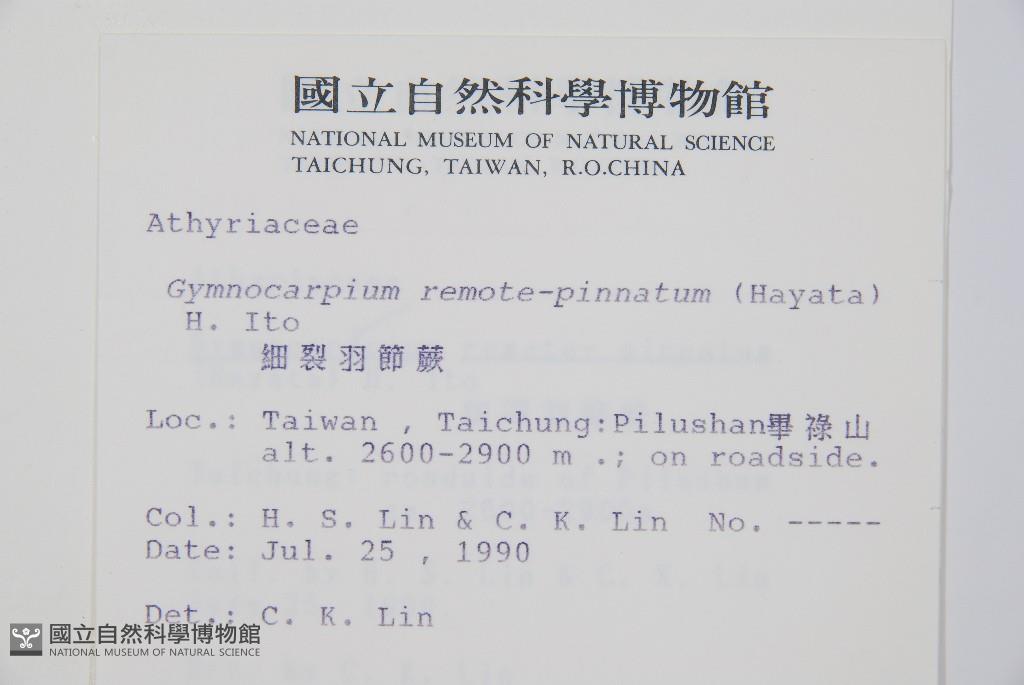 國立自然科學博物館
NATIONAL MUSEUM OF NATURAL SCIENCE
TAICHUNG, TAIWAN, R.O.CHINA
Athyriaceae
Gymnocarpium remote-pinnatum (Hayata)
H. Ito
細裂羽節蕨
Loc.: Taiwan , Taichung:Pilushan畢祿山
alt. 2600-2900 m .; on roadside.
Col.: H. S. Lin & C. K. Lin No. -----
Date: Jul. 25 , 1990
Det.: C. K. Lin
國立自然科學博物館
NATIONAL MUSEUM OF NATURAL SCIENCE